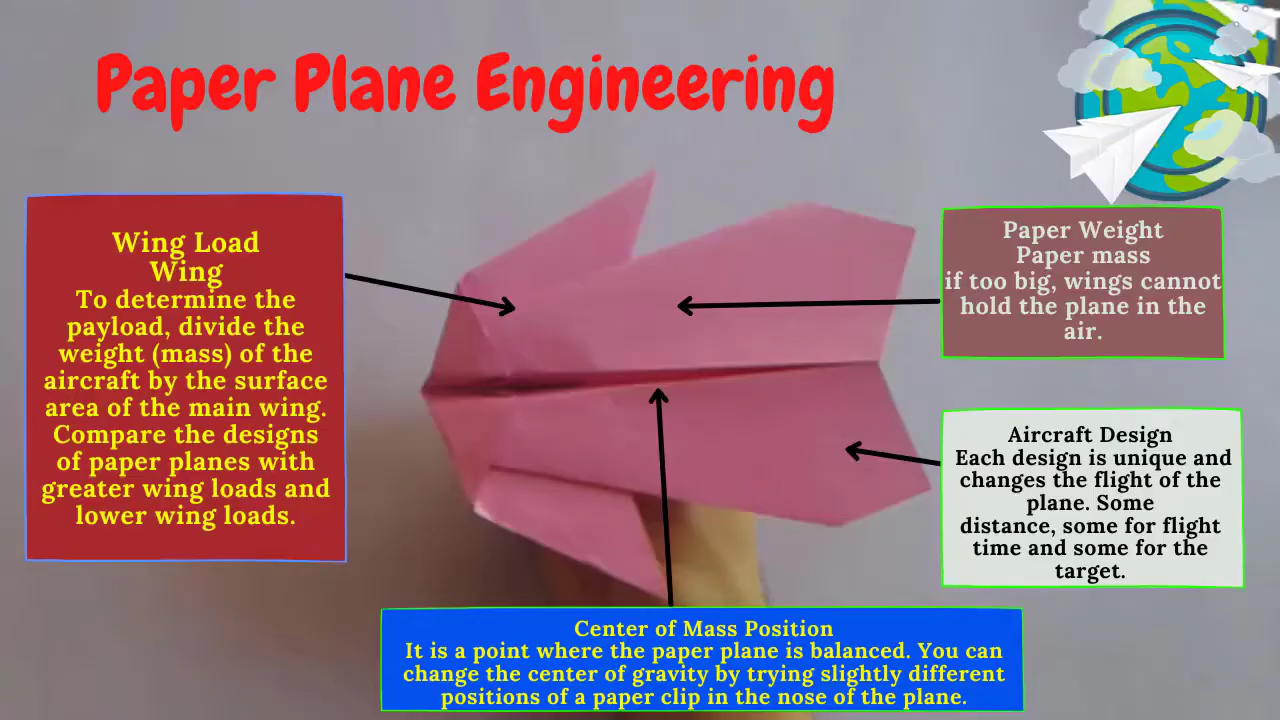 Paper Plane Engineering
Wing Load
Wing
To determine the
payload, divide the
weight (mass) of the
aircraft by the surface
area of the main wing.
Compare the designs
of paper planes with
greater wing loads and
lower wing loads.
Paper Weight
Paper mass
if too big, wings cannot
hold the plane in the
air.
Aircraft Design
Each design is unique and
changes the flight of the
plane. Some
distance, some for flight
time and some for the
target.
Center of Mass Position
It is a point where the paper plane is balanced. You can
change the center of gravity by trying slightly different
positions of a paper clip in the nose of the plane.